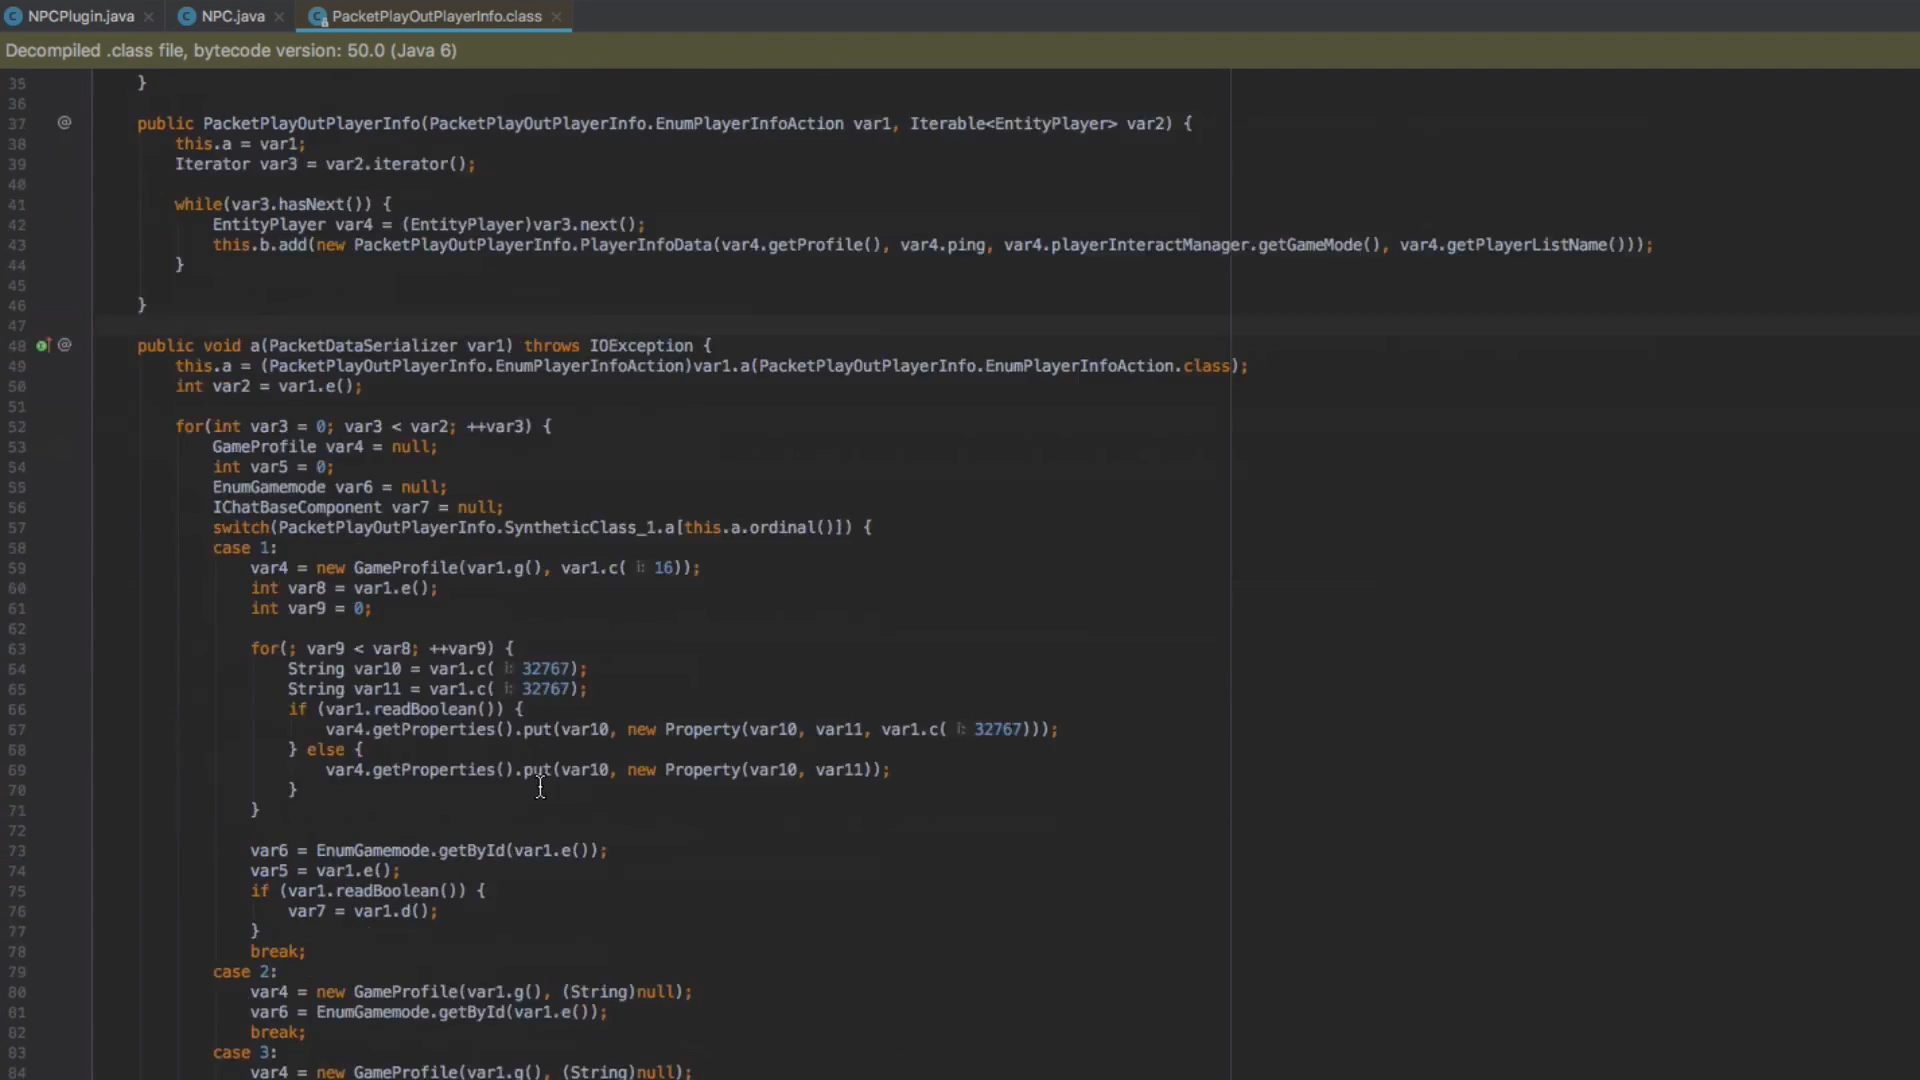 NPCPlugin.java NPC.java PacketPlayOutPlayerInfo.class
Decompiled .class file, bytecode version: 50.0 (Java 6)
35 }
36
37 @ public PacketPlayOutPlayerInfo(PacketPlayOutPlayerInfo.EnumPlayerInfoAction var1, Iterable<EntityPlayer> var2) {
38 this.a = var1;
39 Iterator var3 = var2.iterator();
40
41 while(var3.hasNext()) {
42 EntityPlayer var4 = (EntityPlayer)var3.next();
43 this.b.add(new PacketPlayOutPlayerInfo.PlayerInfoData(var4.getProfile(), var4.ping, var4.playerInteractManager.getGameMode(), var4.getPlayerListName()));
44 }
45
46 }
47
48 @ public void a(PacketDataSerializer var1) throws IOException {
49 this.a = (PacketPlayOutPlayerInfo.EnumPlayerInfoAction)var1.a(PacketPlayOutPlayerInfo.EnumPlayerInfoAction.class);
50 int var2 = var1.e();
51
52 for(int var3 = 0; var3 < var2; ++var3) {
53 GameProfile var4 = null;
54 int var5 = 0;
55 EnumGamemode var6 = null;
56 IChatBaseComponent var7 = null;
57 switch(PacketPlayOutPlayerInfo.SyntheticClass_1.a[this.a.ordinal()]) {
58 case 1:
59 var4 = new GameProfile(var1.g(), var1.c( i: 16));
60 int var8 = var1.e();
61 int var9 = 0;
62
63 for(; var9 < var8; ++var9) {
64 String var10 = var1.c( i: 32767);
65 String var11 = var1.c( i: 32767);
66 if (var1.readBoolean()) {
67 var4.getProperties().put(var10, new Property(var10, var11, var1.c( i: 32767)));
68 } else {
69 var4.getProperties().put(var10, new Property(var10, var11));
70 }
71 }
72
73 var6 = EnumGamemode.getById(var1.e());
74 var5 = var1.e();
75 if (var1.readBoolean()) {
76 var7 = var1.d();
77 }
78 break;
79 case 2:
80 var4 = new GameProfile(var1.g(), (String)null);
81 var6 = EnumGamemode.getById(var1.e());
82 break;
83 case 3:
84 var4 = new GameProfile(var1.g(), (String)null);